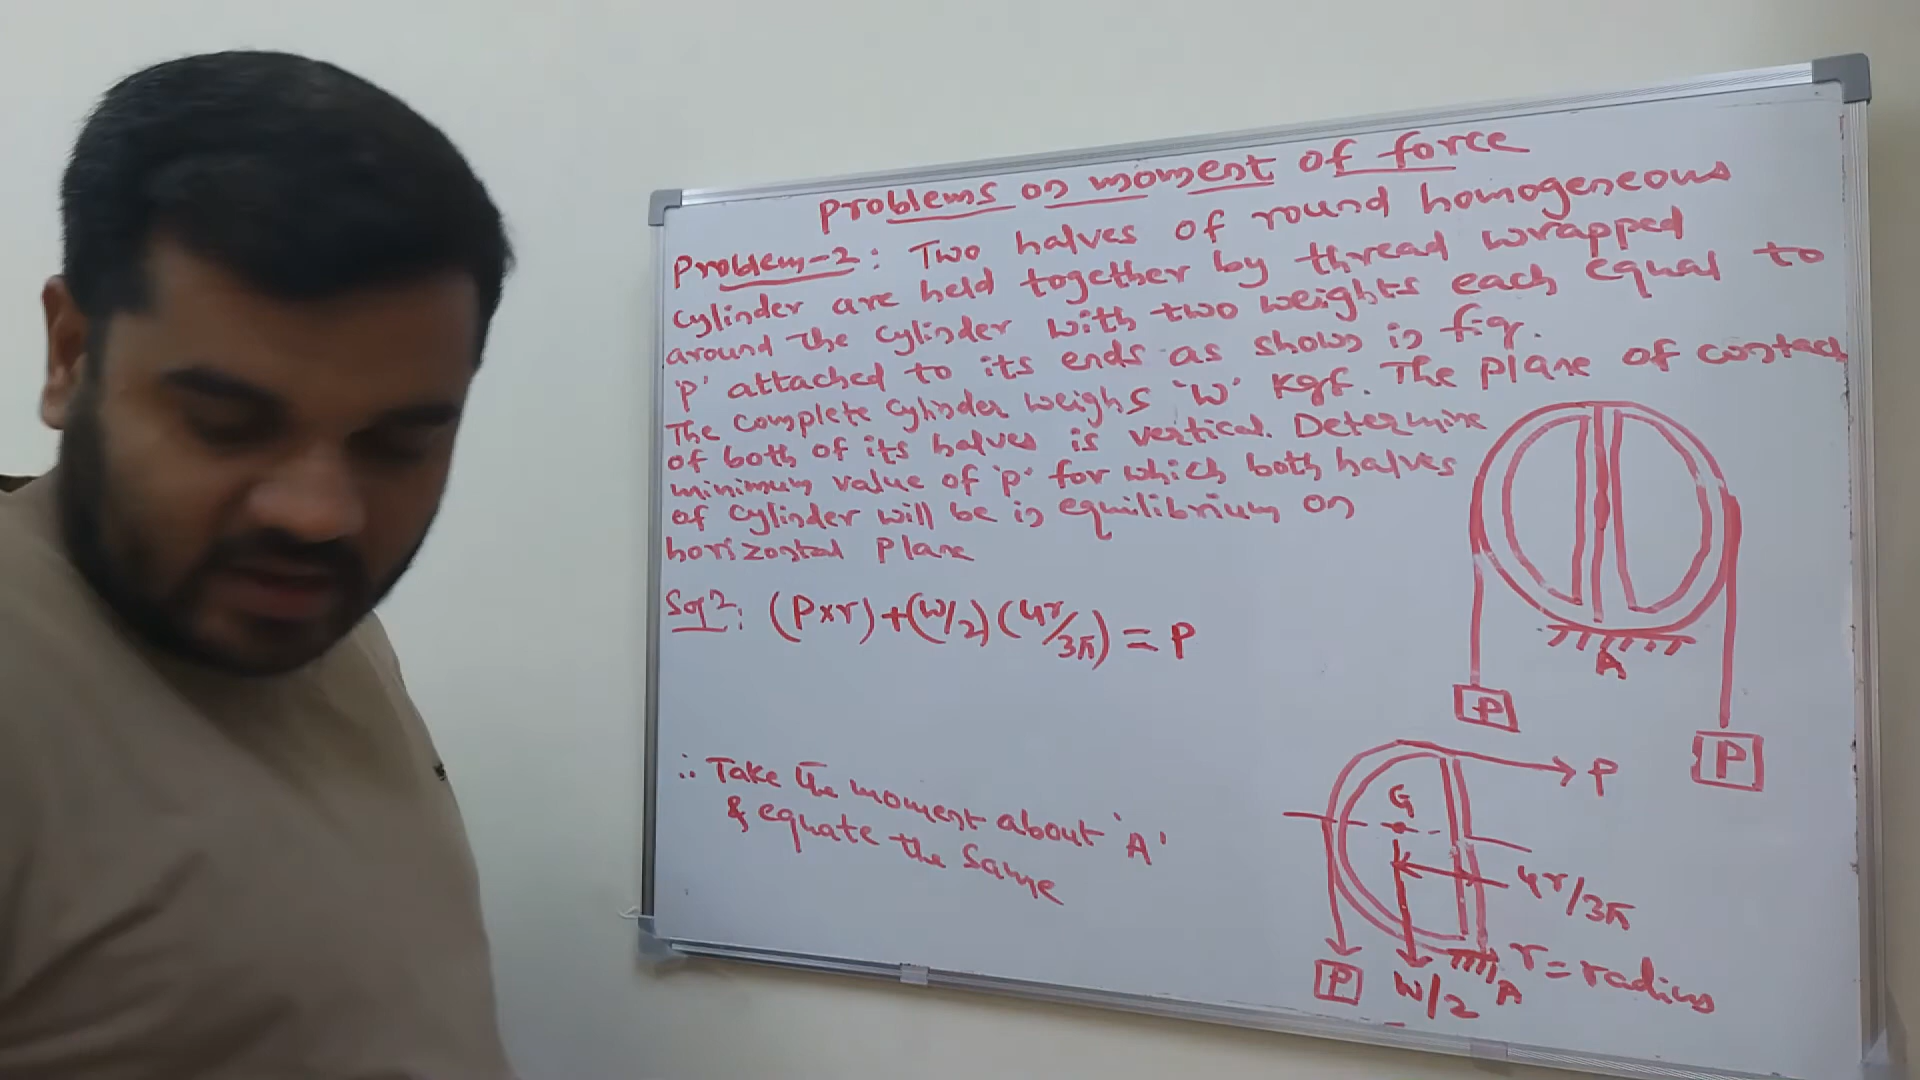 Problems on moment of force
Problem-2: Two halves of round homogeneous
cylinder are held together by thread wrapped
around the cylinder with two weights each equal to
'P' attached to its ends as shown in fig.
The complete cylinder weighs 'W' Kgf. The plane of contact
of both of its halves is vertical. Determine
minimum value of 'P' for which both halves
of cylinder will be in equilibrium on
horizontal plane
A
P
P
Sol^n: (P×r)+(W/2)(4r/3π) = P
∴ Take the moment about 'A'
& equate the same
P
G
4r/3π
r = radius
P
W/2
A